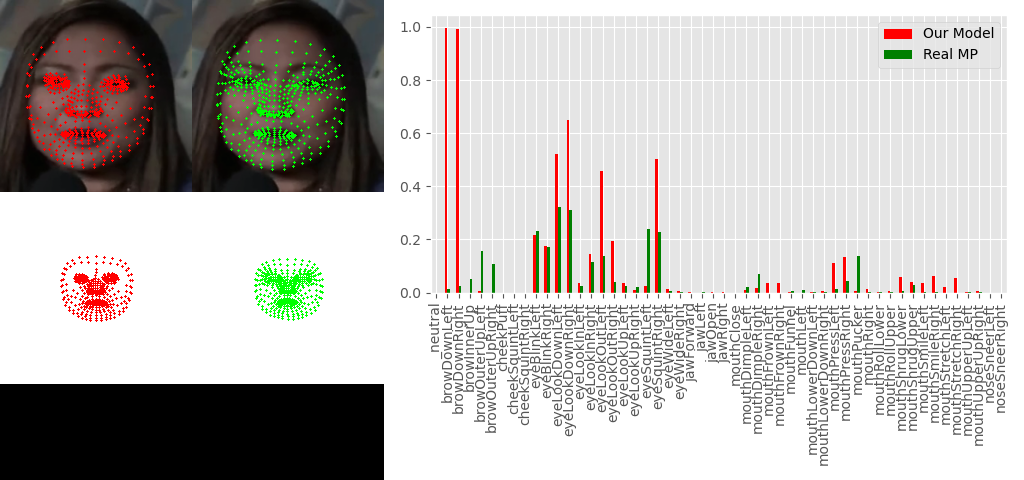 1.0
0.8
0.6
0.4
0.2
0.0
Our Model
Real MP
neutral
browDownLeft
browDownRight
browInnerUp
browOuterUpLeft
browOuterUpRight
cheekPuff
cheekSquintLeft
cheekSquintRight
eyeBlinkLeft
eyeBlinkRight
eyeLookDownLeft
eyeLookDownRight
eyeLookInLeft
eyeLookInRight
eyeLookOutLeft
eyeLookOutRight
eyeLookUpLeft
eyeLookUpRight
eyeSquintLeft
eyeSquintRight
eyeWideLeft
eyeWideRight
jawForward
jawLeft
jawOpen
jawRight
mouthClose
mouthDimpleLeft
mouthDimpleRight
mouthFrownLeft
mouthFrownRight
mouthFunnel
mouthLeft
mouthLowerDownLeft
mouthLowerDownRight
mouthPressLeft
mouthPressRight
mouthPucker
mouthRight
mouthRollLower
mouthRollUpper
mouthShrugLower
mouthShrugUpper
mouthSmileLeft
mouthSmileRight
mouthStretchLeft
mouthStretchRight
mouthUpperUpLeft
mouthUpperUpRight
noseSneerLeft
noseSneerRight